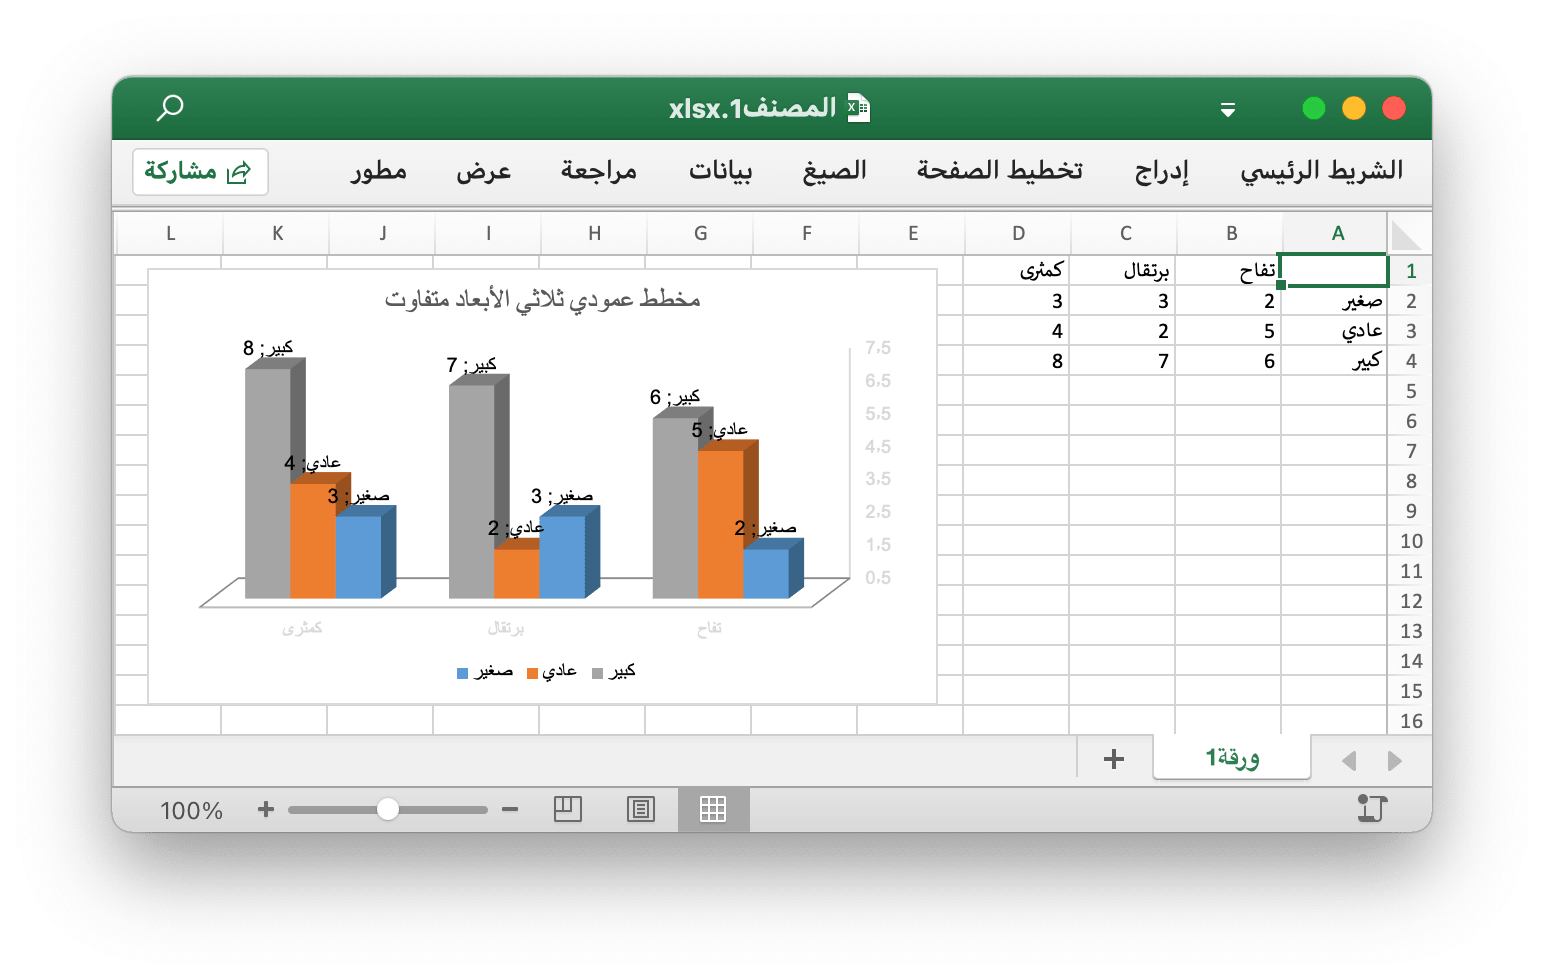 المصنف1.xlsx
الشريط الرئيسي إدراج تخطيط الصفحة الصيغ بيانات مراجعة عرض مطور مشاركة
A B C D E F G H I J K L
1 تفاح برتقال كمثرى
2 صغير 2 3 3
3 عادي 5 2 4
4 كبير 6 7 8
5
6
7
8
9
10
11
12
13
14
15
16
مخطط عمودي ثلاثي الأبعاد متفاوت
7،5
6،5
5،5
4،5
3،5
2،5
1،5
0،5
كبير; 6
عادي; 5
صغير; 2
كبير; 7
عادي; 2
صغير; 3
كبير; 8
عادي; 4
صغير; 3
تفاح برتقال كمثرى
كبير عادي صغير
ورقة1
100%